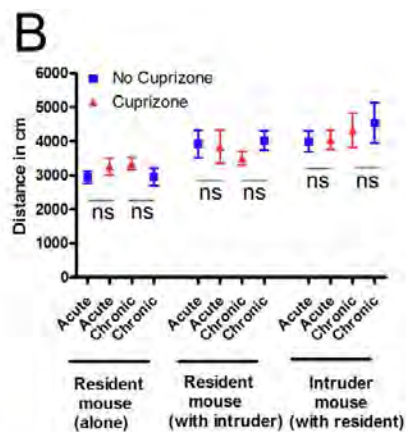 B
No Cuprizone
Cuprizone
Distance in cm
6000
5000
4000
3000
2000
1000
0
ns ns ns ns ns ns
Acute Acute Chronic Chronic Acute Acute Chronic Chronic Acute Acute Chronic Chronic
Resident Resident Intruder
mouse mouse mouse
(alone) (with intruder) (with resident)